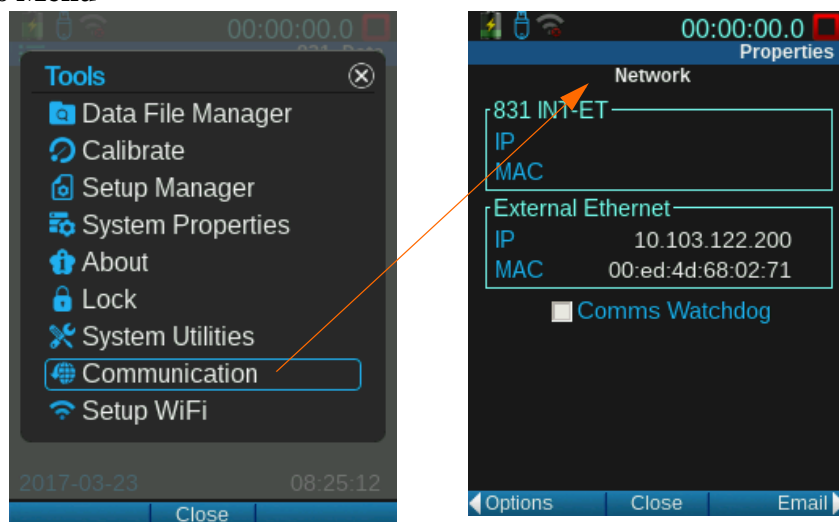 00:00:00.0
Tools
Data File Manager
Calibrate
Setup Manager
System Properties
About
Lock
System Utilities
Communication
Setup WiFi
2017-03-23 08:25:12
Close
00:00:00.0
Properties
Network
831 INT-ET
IP
MAC
External Ethernet
IP 10.103.122.200
MAC 00:ed:4d:68:02:71
Comms Watchdog
Options Close Email